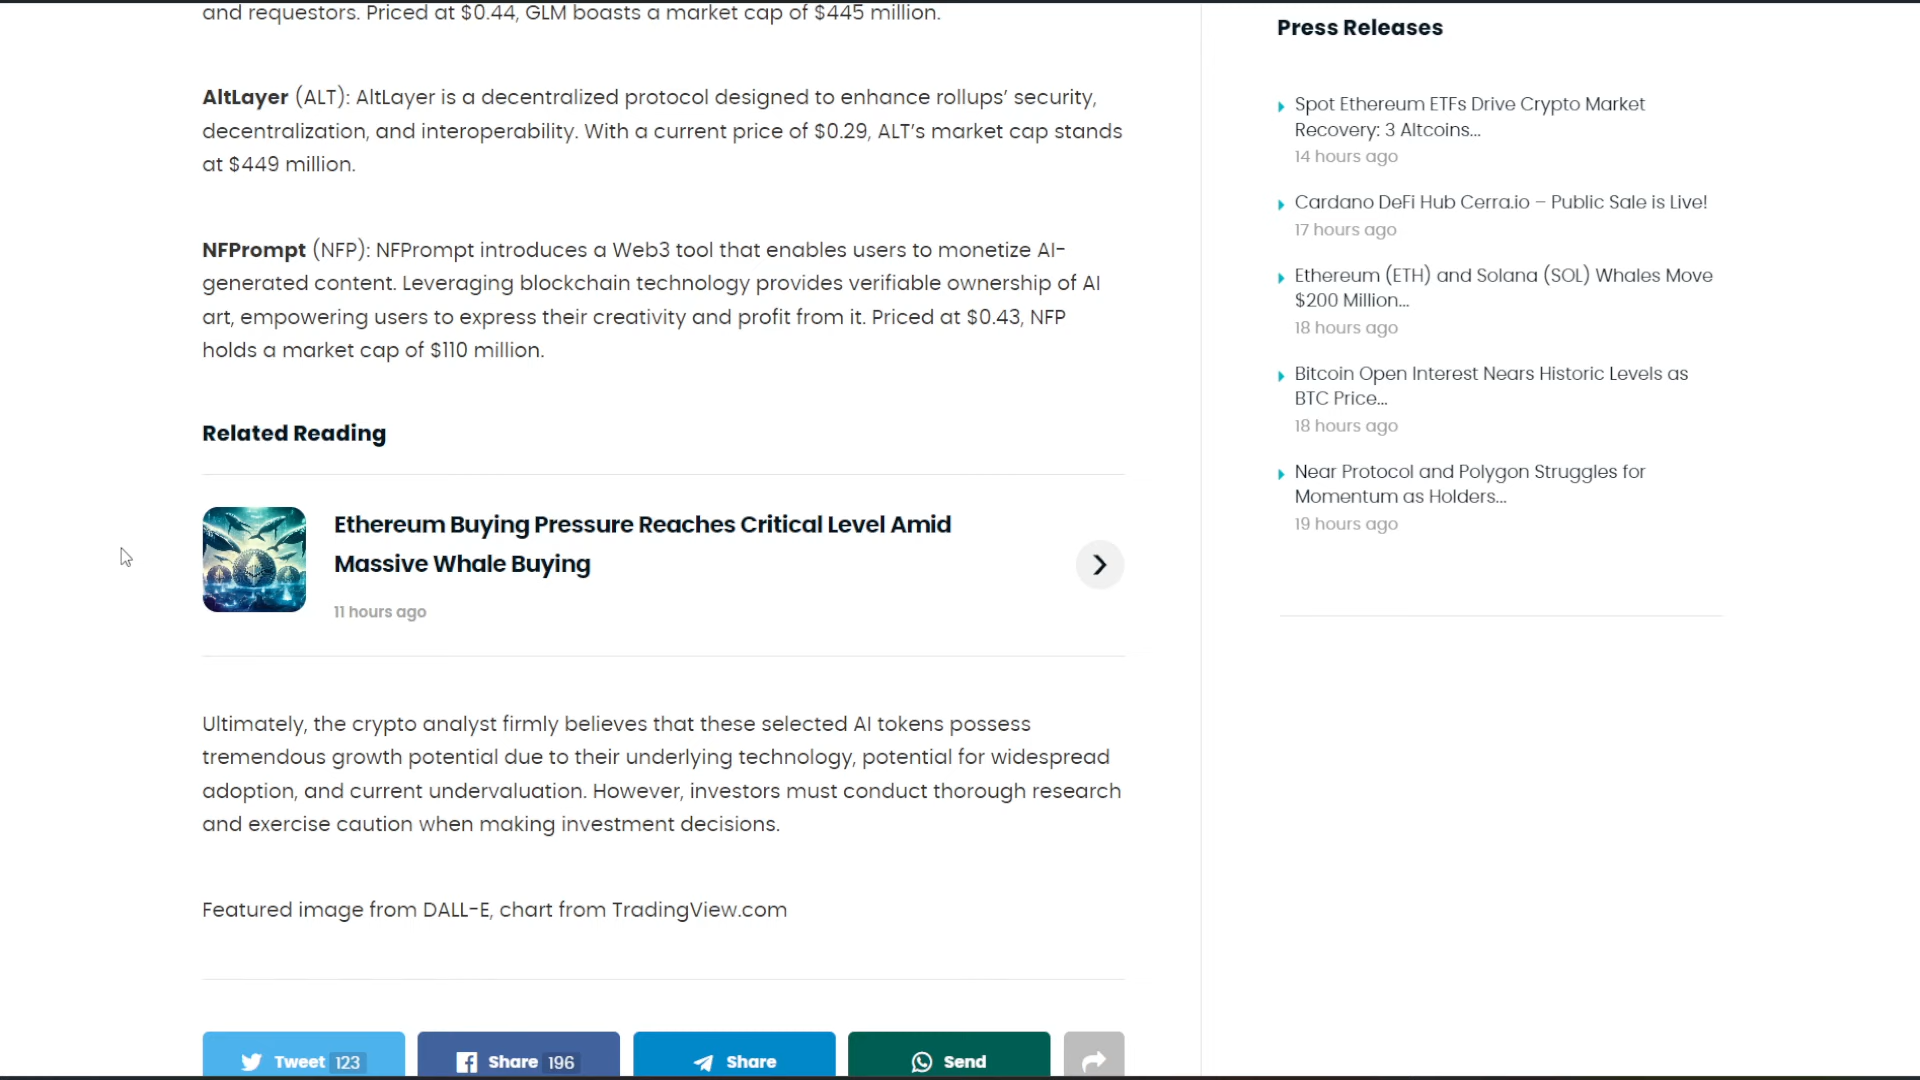 and requestors. Priced at $0.44, GLM boasts a market cap of $445 million.
AltLayer (ALT): AltLayer is a decentralized protocol designed to enhance rollups’ security,
decentralization, and interoperability. With a current price of $0.29, ALT’s market cap stands
at $449 million.
NFPrompt (NFP): NFPrompt introduces a Web3 tool that enables users to monetize AI-
generated content. Leveraging blockchain technology provides verifiable ownership of AI
art, empowering users to express their creativity and profit from it. Priced at $0.43, NFP
holds a market cap of $110 million.
Related Reading
Ethereum Buying Pressure Reaches Critical Level Amid
Massive Whale Buying
11 hours ago
Ultimately, the crypto analyst firmly believes that these selected AI tokens possess
tremendous growth potential due to their underlying technology, potential for widespread
adoption, and current undervaluation. However, investors must conduct thorough research
and exercise caution when making investment decisions.
Featured image from DALL-E, chart from TradingView.com
Tweet 123
Share 196
Share
Send
Press Releases
Spot Ethereum ETFs Drive Crypto Market
Recovery: 3 Altcoins...
14 hours ago
Cardano DeFi Hub Cerra.io – Public Sale is Live!
17 hours ago
Ethereum (ETH) and Solana (SOL) Whales Move
$200 Million...
18 hours ago
Bitcoin Open Interest Nears Historic Levels as
BTC Price...
18 hours ago
Near Protocol and Polygon Struggles for
Momentum as Holders...
19 hours ago